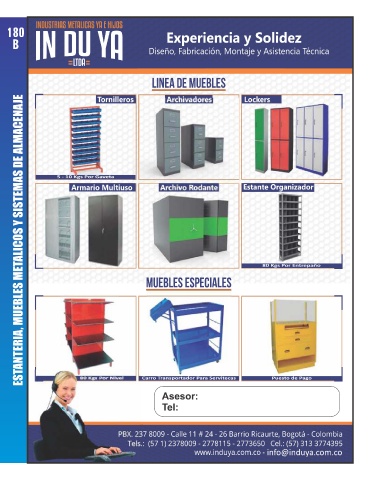 180
B
ESTANTERIA, MUEBLES METALICOS Y SISTEMAS DE ALMACENAJE
INDUSTRIAS METALICAS YA E HIJOS
IN DU YA
LTDA
Experiencia y Solidez
Diseño, Fabricación, Montaje y Asistencia Técnica
LINEA DE MUEBLES
Tornilleros
Archivadores
Lockers
5 - 10 Kgs Por Gaveta
Armario Multiuso
Archivo Rodante
Estante Organizador
80 Kgs Por Entrepaño
MUEBLES ESPECIALES
80 Kgs Por Nivel
Carro Transportador Para Servitecas
Puesto de Pago
Asesor:
Tel:
PBX. 237 8009 - Calle 11 # 24 - 26 Barrio Ricaurte, Bogotá - Colombia
Tels.: (57 1) 2378009 - 2778115 - 2773650 Cel.: (57) 313 3774395
www.induya.com.co - info@induya.com.co